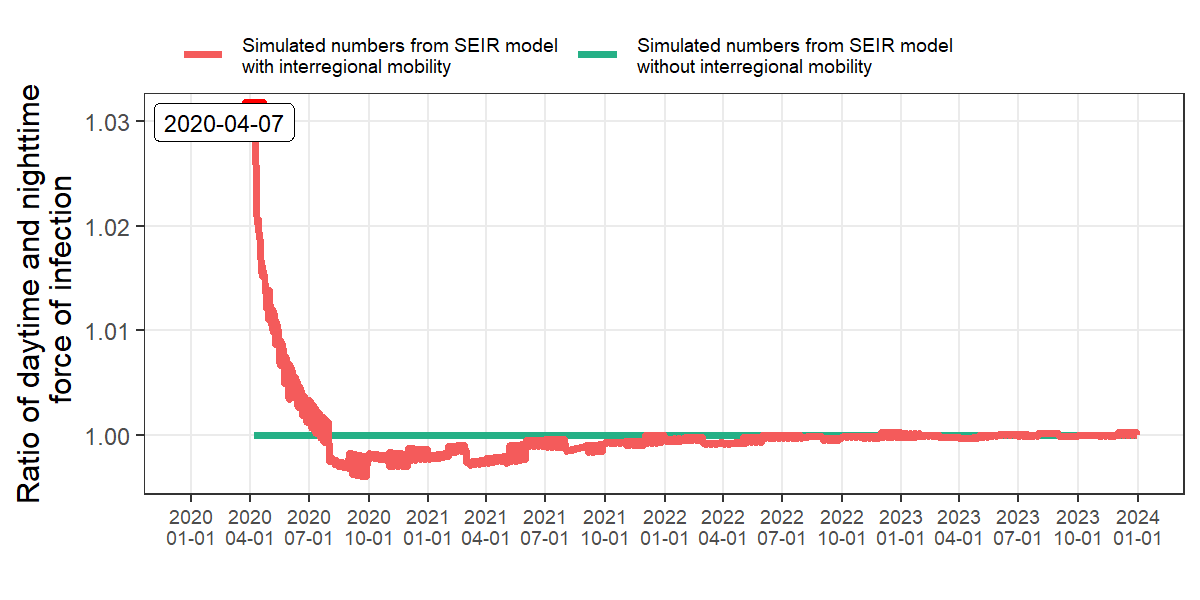 Simulated numbers from SEIR model
with interregional mobility
Simulated numbers from SEIR model
without interregional mobility
Ratio of daytime and nighttime
force of infection
2020-04-07
1.03
1.02
1.01
1.00
2020 2020 2020 2020 2021 2021 2021 2021 2022 2022 2022 2022 2023 2023 2023 2023 2024
01-01 04-01 07-01 10-01 01-01 04-01 07-01 10-01 01-01 04-01 07-01 10-01 01-01 04-01 07-01 10-01 01-01